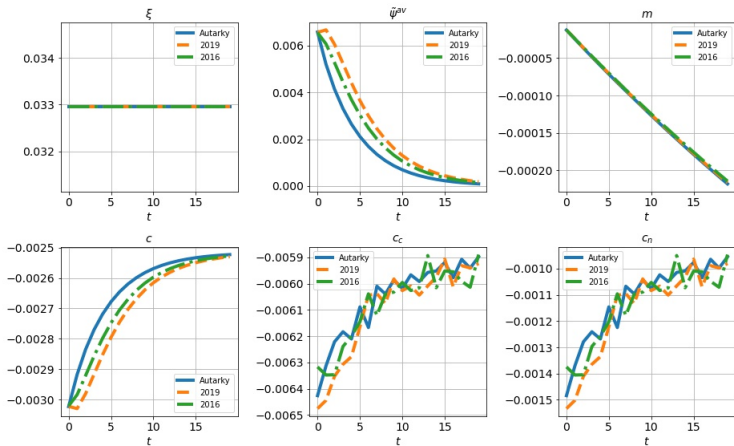 ξ
0.034
0.033
0.032
Autarky
2019
2016
0 5 10 15
t
ψ̃ᵃᵛ
0.006
0.004
0.002
0.000
Autarky
2019
2016
0 5 10 15
t
m
−0.00005
−0.00010
−0.00015
−0.00020
Autarky
2019
2016
0 5 10 15
t
c
−0.0025
−0.0026
−0.0027
−0.0028
−0.0029
−0.0030
Autarky
2019
2016
0 5 10 15
t
c_c
−0.0059
−0.0060
−0.0061
−0.0062
−0.0063
−0.0064
−0.0065
Autarky
2019
2016
0 5 10 15
t
c_n
−0.0010
−0.0011
−0.0012
−0.0013
−0.0014
−0.0015
Autarky
2019
2016
0 5 10 15
t